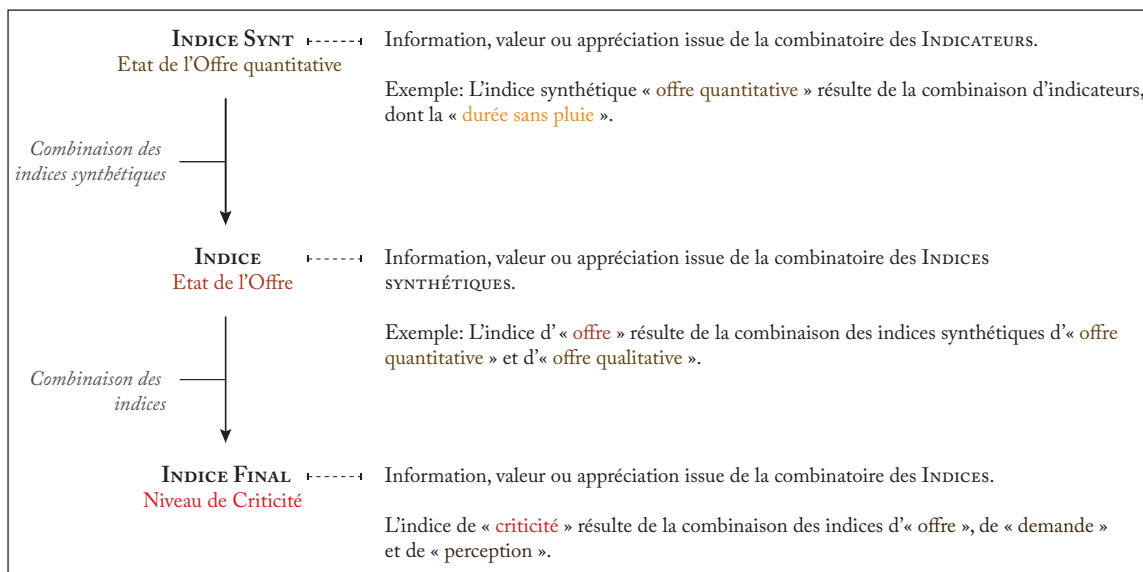 INDICE SYNT
Etat de l'Offre quantitative
Information, valeur ou appréciation issue de la combinatoire des INDICATEURS.
Exemple: L'indice synthétique « offre quantitative » résulte de la combinaison d'indicateurs,
dont la « durée sans pluie ».
Combinaison des
indices synthétiques
INDICE
Etat de l'Offre
Information, valeur ou appréciation issue de la combinatoire des INDICES
SYNTHÉTIQUES.
Exemple: L'indice d' « offre » résulte de la combinaison des indices synthétiques d'« offre
quantitative » et d'« offre qualitative ».
Combinaison des
indices
INDICE FINAL
Niveau de Criticité
Information, valeur ou appréciation issue de la combinatoire des INDICES.
L'indice de « criticité » résulte de la combinaison des indices d'« offre », de « demande »
et de « perception ».